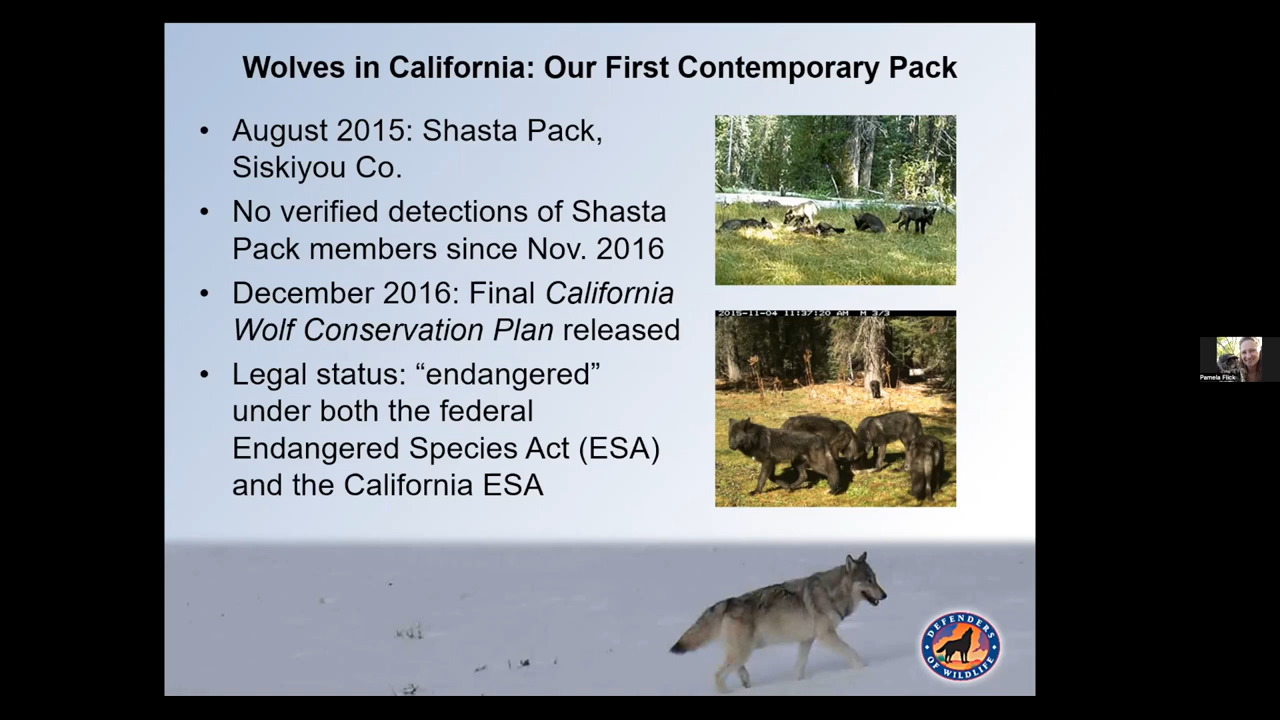 Wolves in California: Our First Contemporary Pack
• August 2015: Shasta Pack,
Siskiyou Co.
• No verified detections of Shasta
Pack members since Nov. 2016
• December 2016: Final California
Wolf Conservation Plan released
• Legal status: “endangered”
under both the federal
Endangered Species Act (ESA)
and the California ESA
2015-11-04 11:37:20 AM M 3/3
Pamela Flick
DEFENDERS
OF WILDLIFE